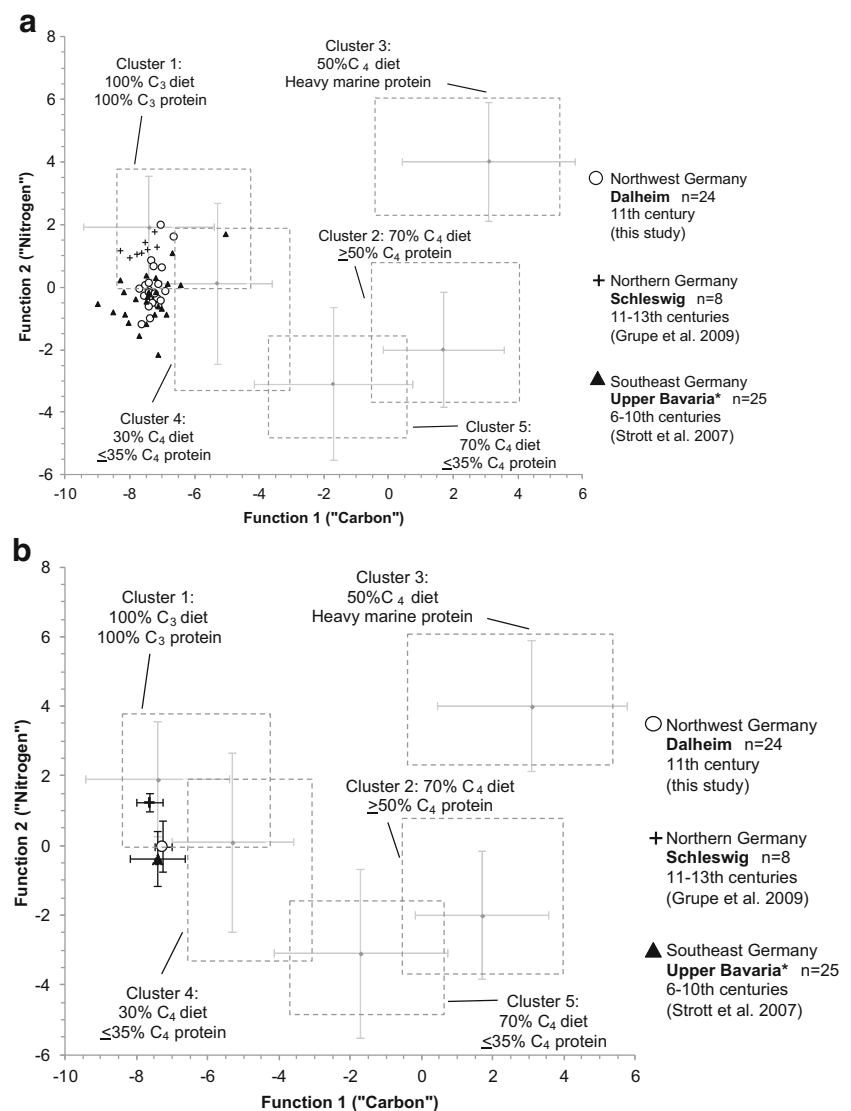 a
8
6
4
2
0
-2
-4
-6
-10
-8
-6
-4
-2
0
2
4
6
Function 2 ("Nitrogen")
Function 1 ("Carbon")
Cluster 1:
100% C3 diet
100% C3 protein
Cluster 3:
50%C4 diet
Heavy marine protein
Cluster 2: 70% C4 diet
≥50% C4 protein
Cluster 4:
30% C4 diet
≤35% C4 protein
Cluster 5:
70% C4 diet
≤35% C4 protein
Northwest Germany
Dalheim n=24
11th century
(this study)
Northern Germany
Schleswig n=8
11-13th centuries
(Grupe et al. 2009)
Southeast Germany
Upper Bavaria* n=25
6-10th centuries
(Strott et al. 2007)
b
8
6
4
2
0
-2
-4
-6
-10
-8
-6
-4
-2
0
2
4
6
Function 2 ("Nitrogen")
Function 1 ("Carbon")
Cluster 1:
100% C3 diet
100% C3 protein
Cluster 3:
50%C4 diet
Heavy marine protein
Cluster 2: 70% C4 diet
≥50% C4 protein
Cluster 4:
30% C4 diet
≤35% C4 protein
Cluster 5:
70% C4 diet
≤35% C4 protein
Northwest Germany
Dalheim n=24
11th century
(this study)
Northern Germany
Schleswig n=8
11-13th centuries
(Grupe et al. 2009)
Southeast Germany
Upper Bavaria* n=25
6-10th centuries
(Strott et al. 2007)